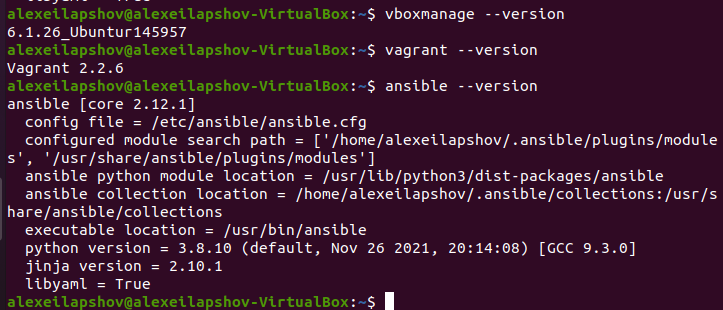 alexeilapshov@alexeilapshov-VirtualBox:~$ vboxmanage --version
6.1.26_Ubuntur145957
alexeilapshov@alexeilapshov-VirtualBox:~$ vagrant --version
Vagrant 2.2.6
alexeilapshov@alexeilapshov-VirtualBox:~$ ansible --version
ansible [core 2.12.1]
  config file = /etc/ansible/ansible.cfg
  configured module search path = ['/home/alexeilapshov/.ansible/plugins/module
s', '/usr/share/ansible/plugins/modules']
  ansible python module location = /usr/lib/python3/dist-packages/ansible
  ansible collection location = /home/alexeilapshov/.ansible/collections:/usr/s
hare/ansible/collections
  executable location = /usr/bin/ansible
  python version = 3.8.10 (default, Nov 26 2021, 20:14:08) [GCC 9.3.0]
  jinja version = 2.10.1
  libyaml = True
alexeilapshov@alexeilapshov-VirtualBox:~$